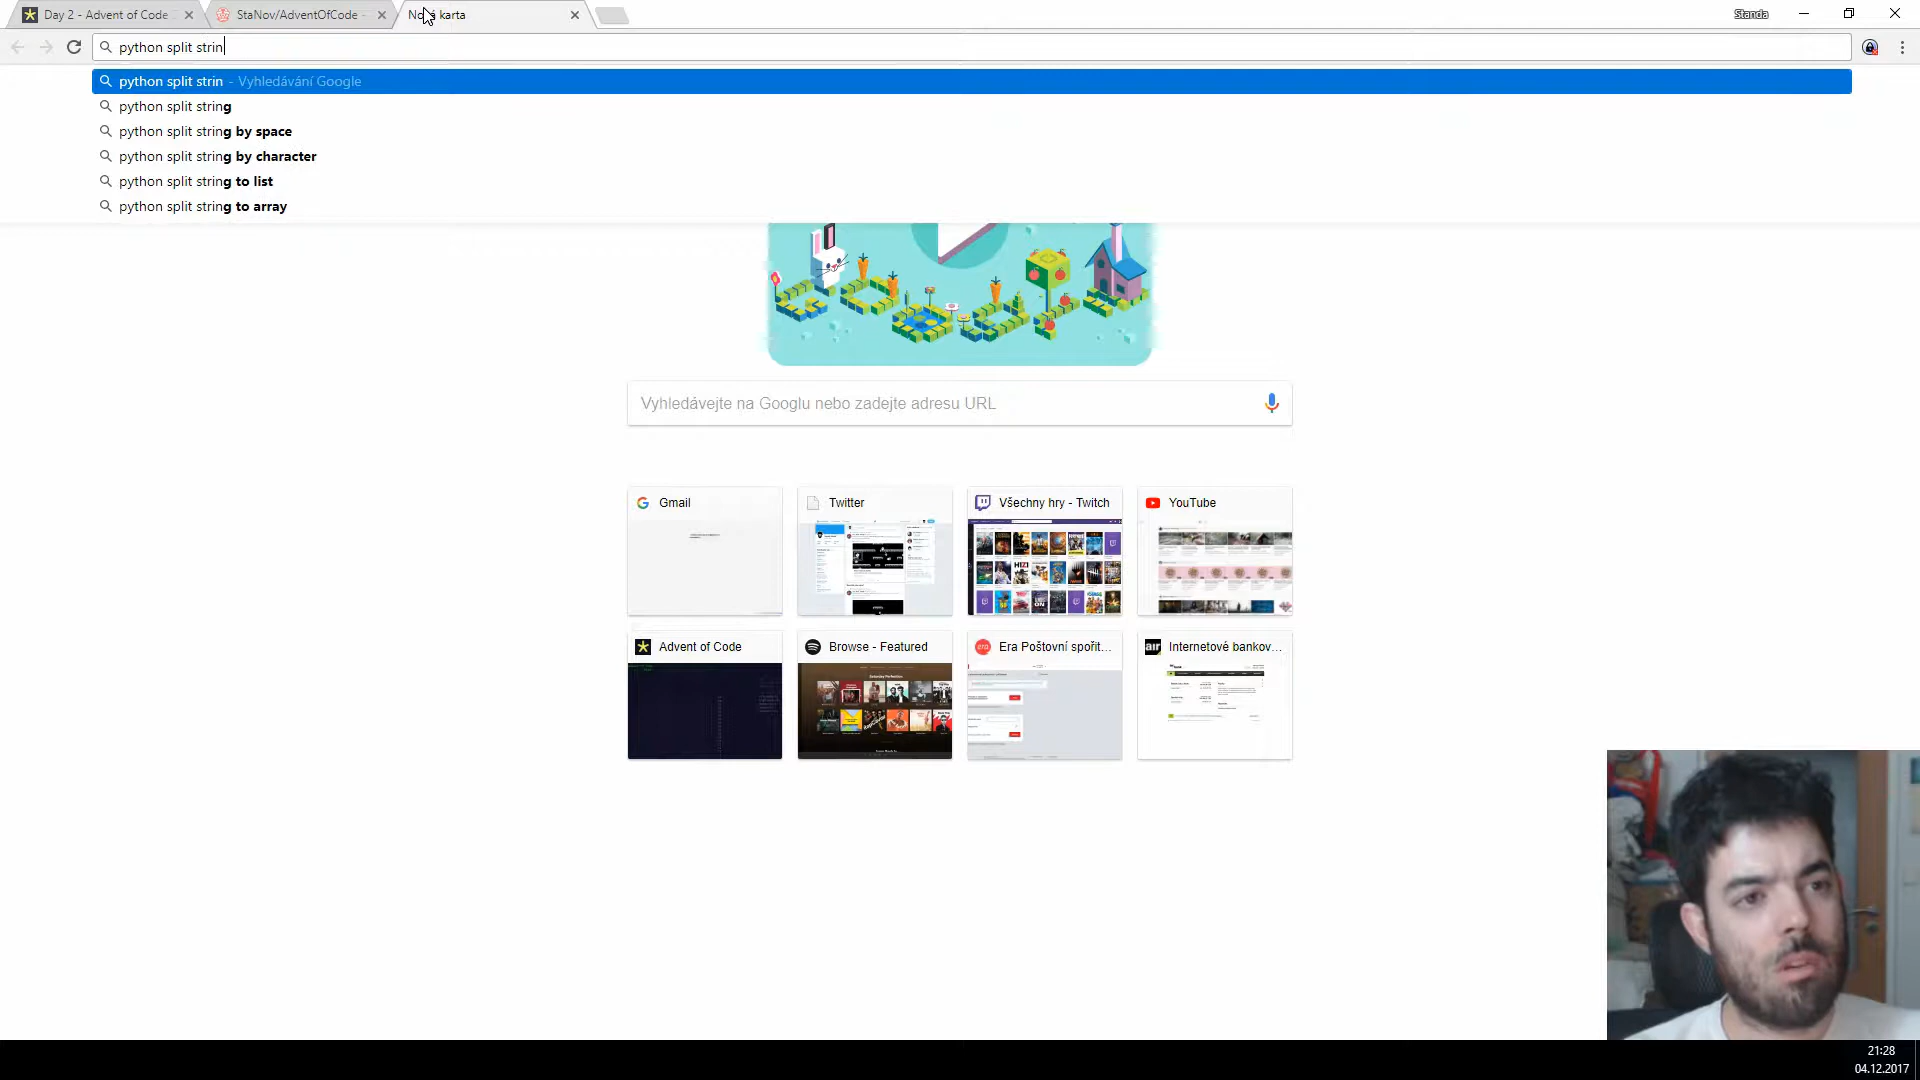 Day 2 - Advent of Code
StaNov/AdventOfCode -
karta
Standa
python split strin
python split strin - Vyhledávání Google
python split string
python split string by space
python split string by character
python split string to list
python split string to array
Vyhledávejte na Googlu nebo zadejte adresu URL
Gmail
Twitter
Všechny hry - Twitch
YouTube
Advent of Code
Browse - Featured
Era Poštovní spořit...
Internetové bankov...
21:28
04.12.2017